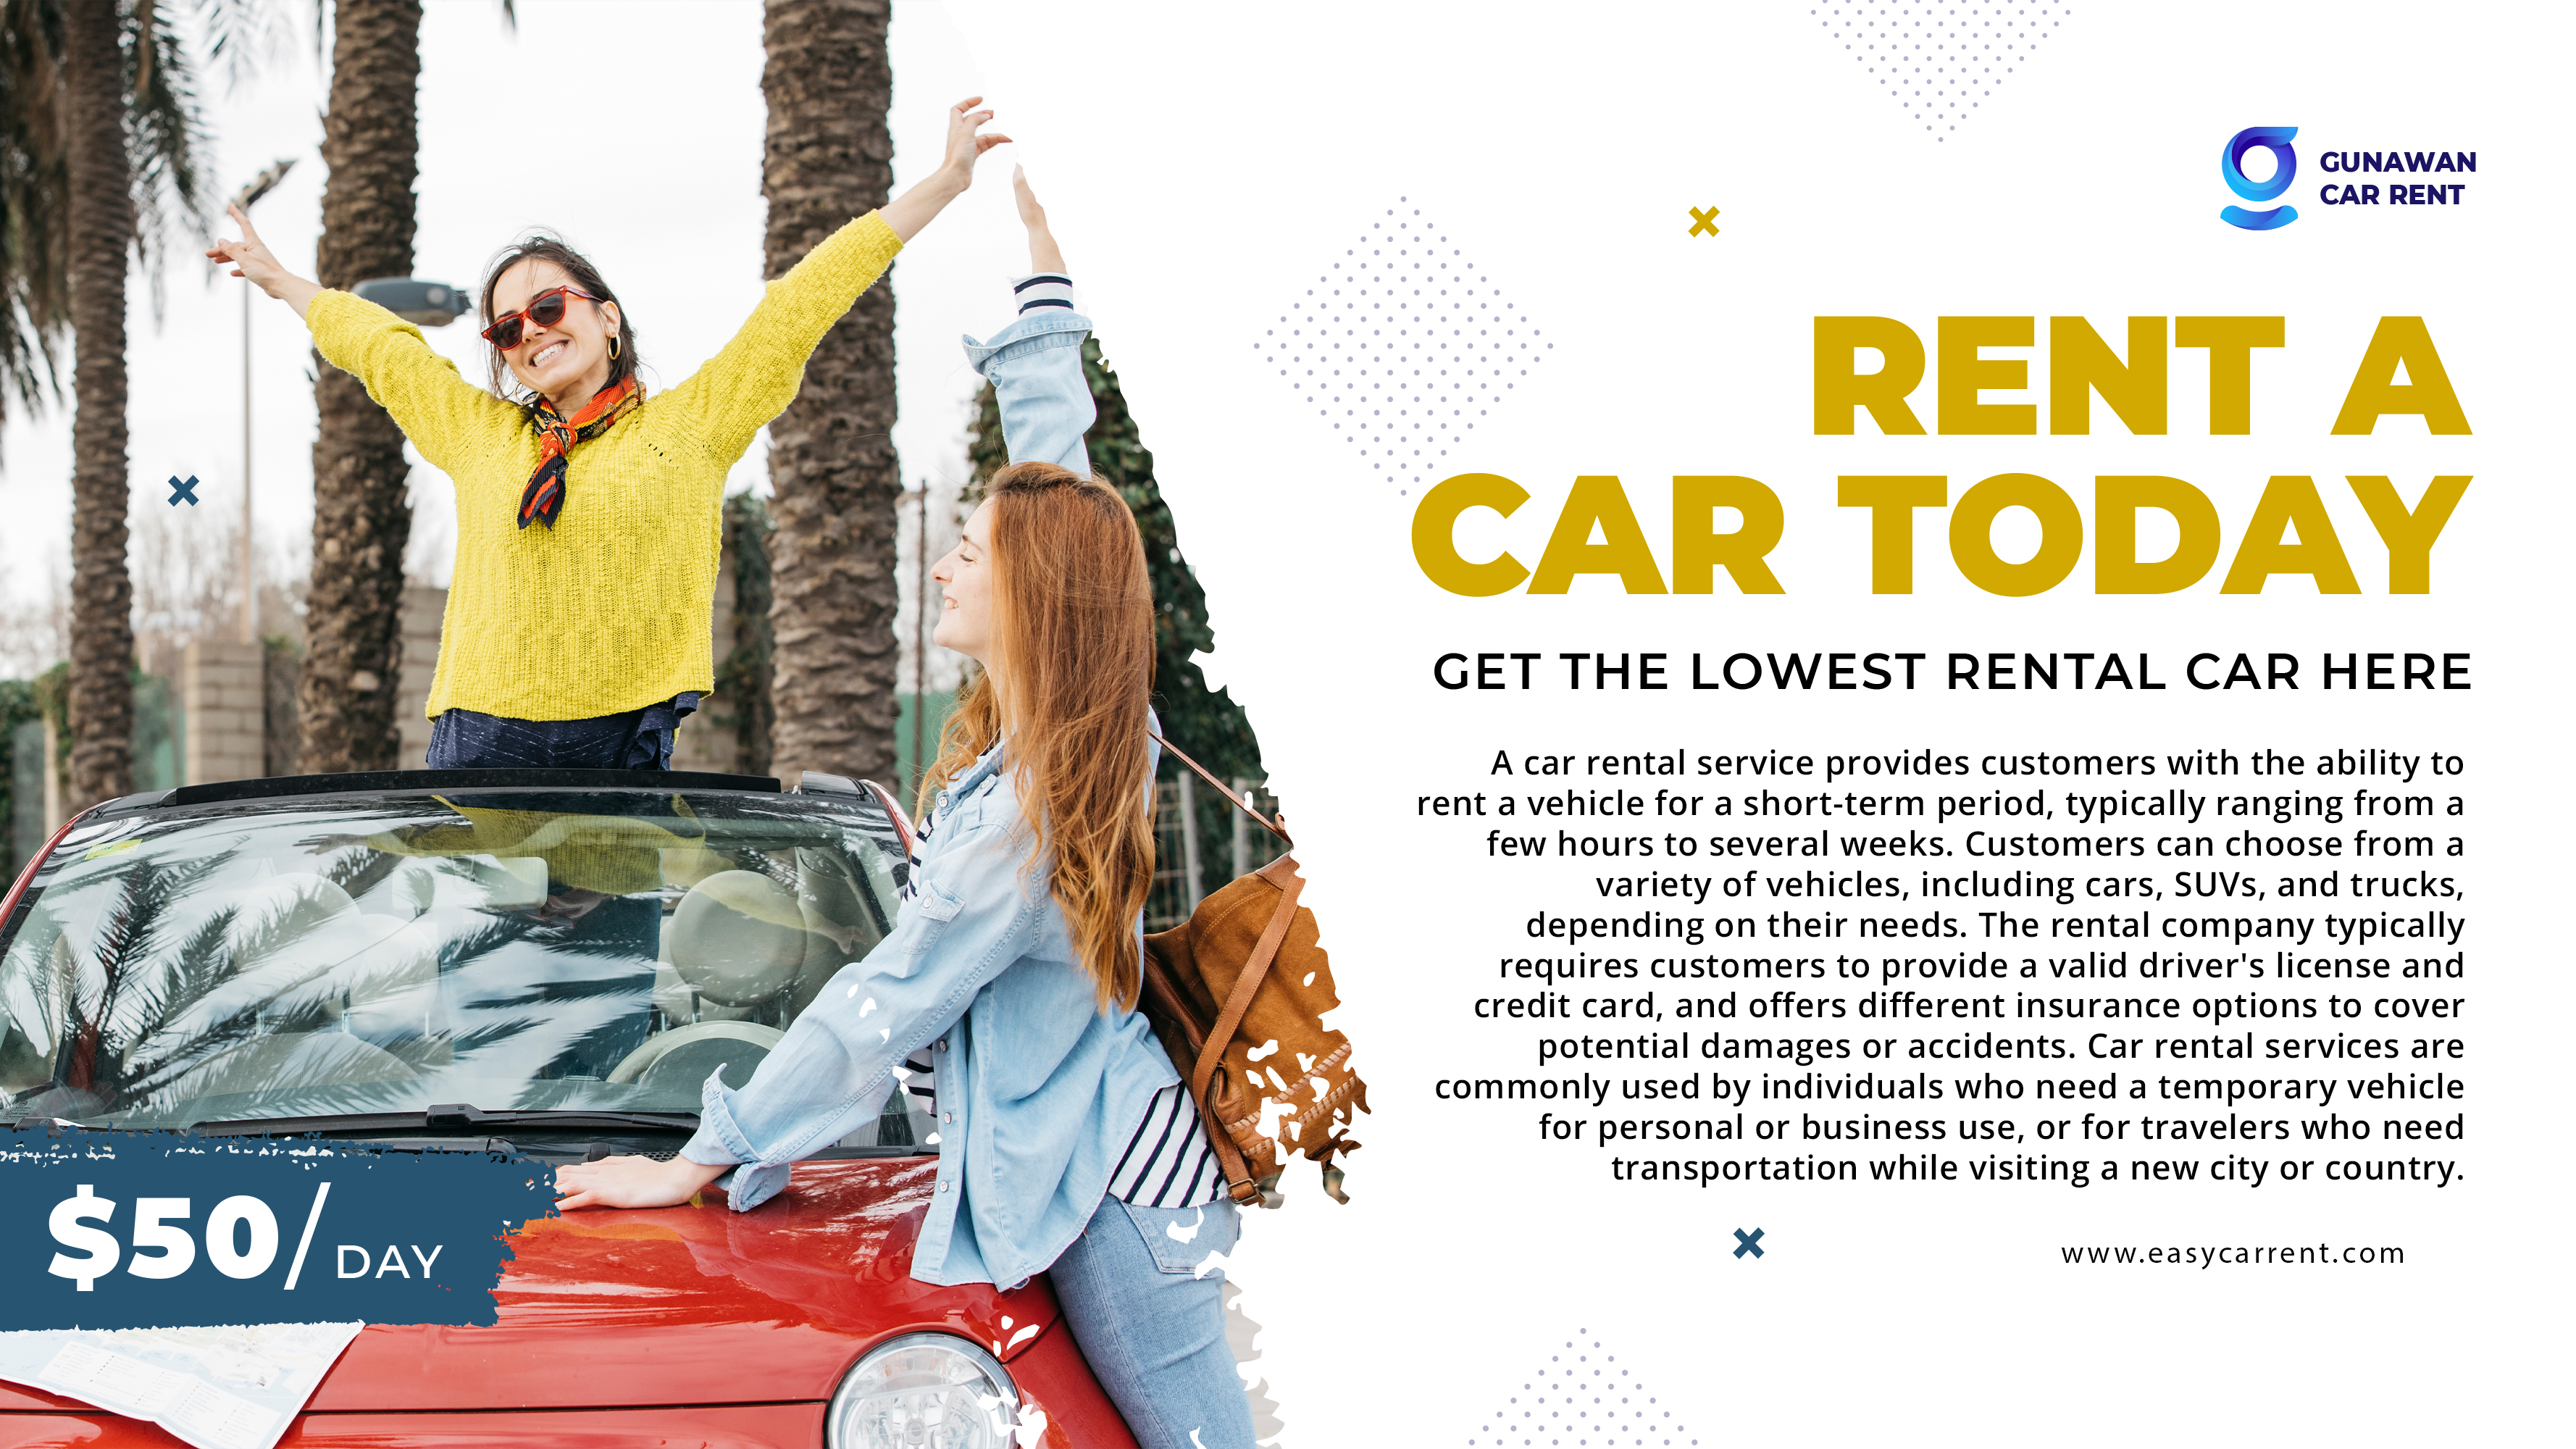 GUNAWAN
CAR RENT
RENT A
CAR TODAY
GET THE LOWEST RENTAL CAR HERE
A car rental service provides customers with the ability to
rent a vehicle for a short-term period, typically ranging from a
few hours to several weeks. Customers can choose from a
variety of vehicles, including cars, SUVs, and trucks,
depending on their needs. The rental company typically
requires customers to provide a valid driver's license and
credit card, and offers different insurance options to cover
potential damages or accidents. Car rental services are
commonly used by individuals who need a temporary vehicle
for personal or business use, or for travelers who need
transportation while visiting a new city or country.
www.easycarrent.com
$50/DAY